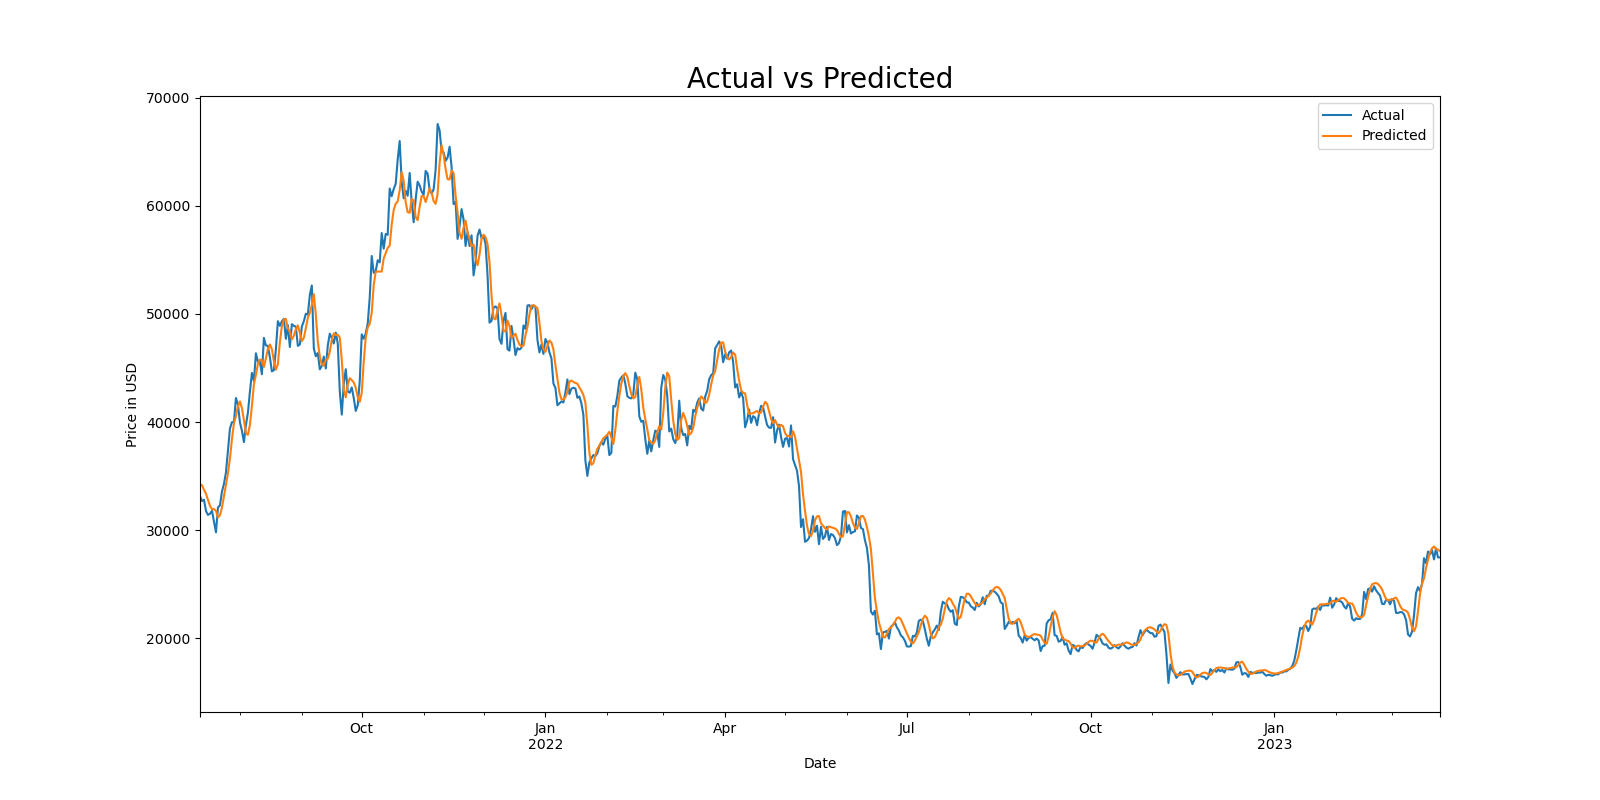 Actual vs Predicted
70000
60000
50000
40000
30000
20000
Price in USD
Actual
Predicted
Oct
Jan
2022
Apr
Jul
Oct
Jan
2023
Date